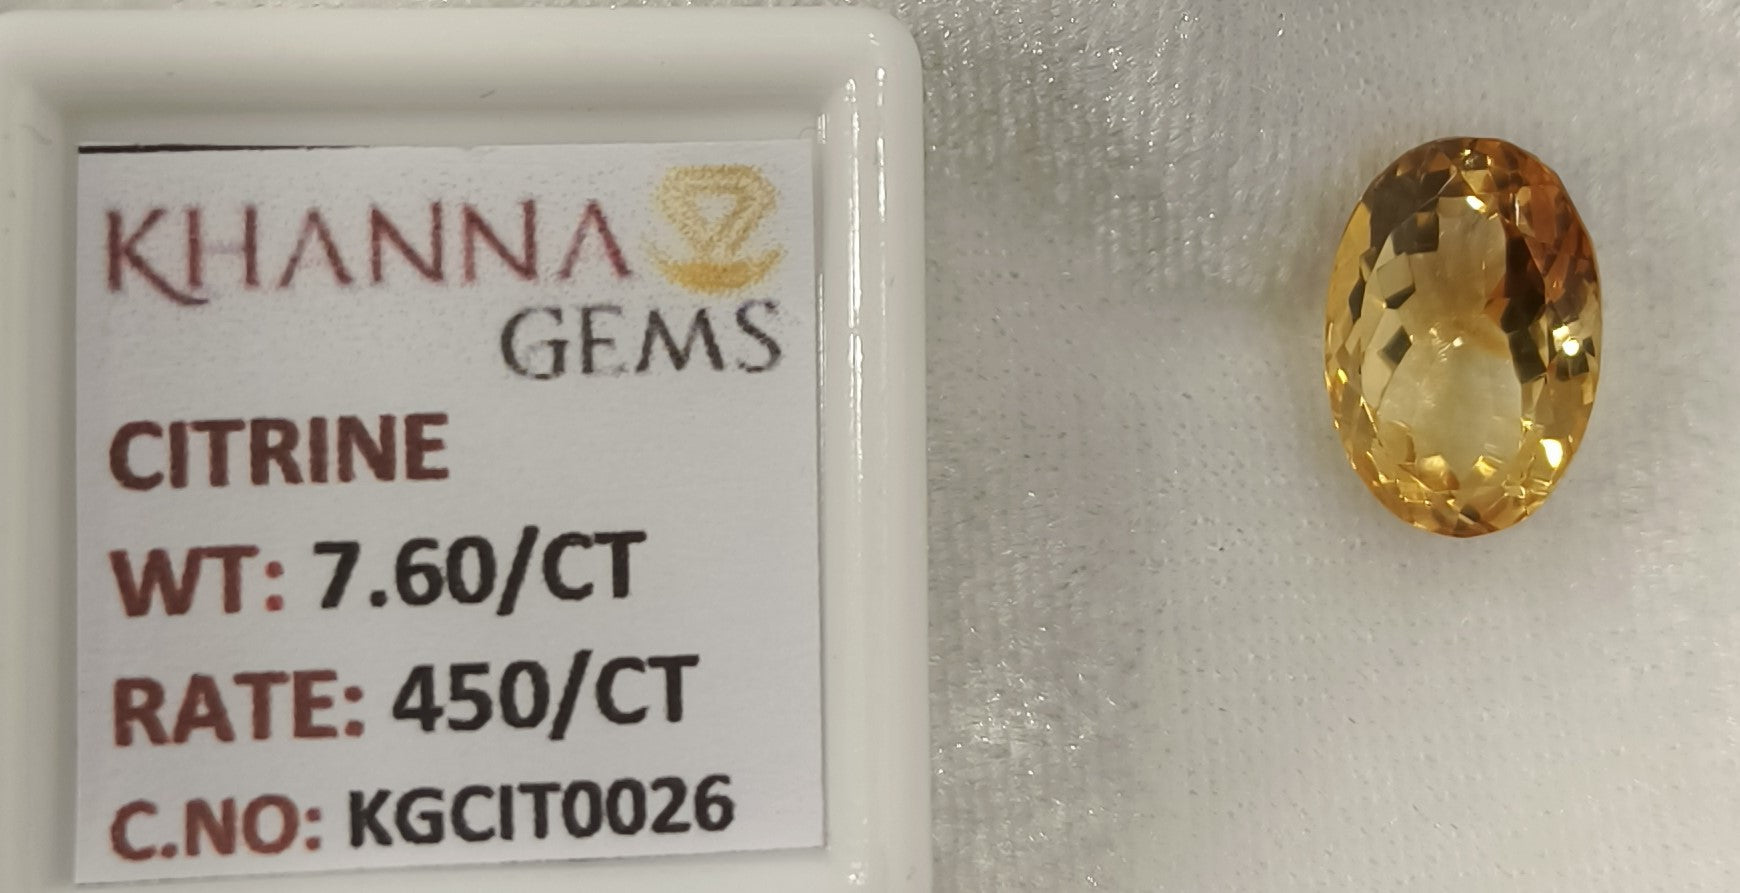 KHANNA
GEMS
CITRINE
WT: 7.60/CT
RATE: 450/CT
C.NO: KGCIT0026